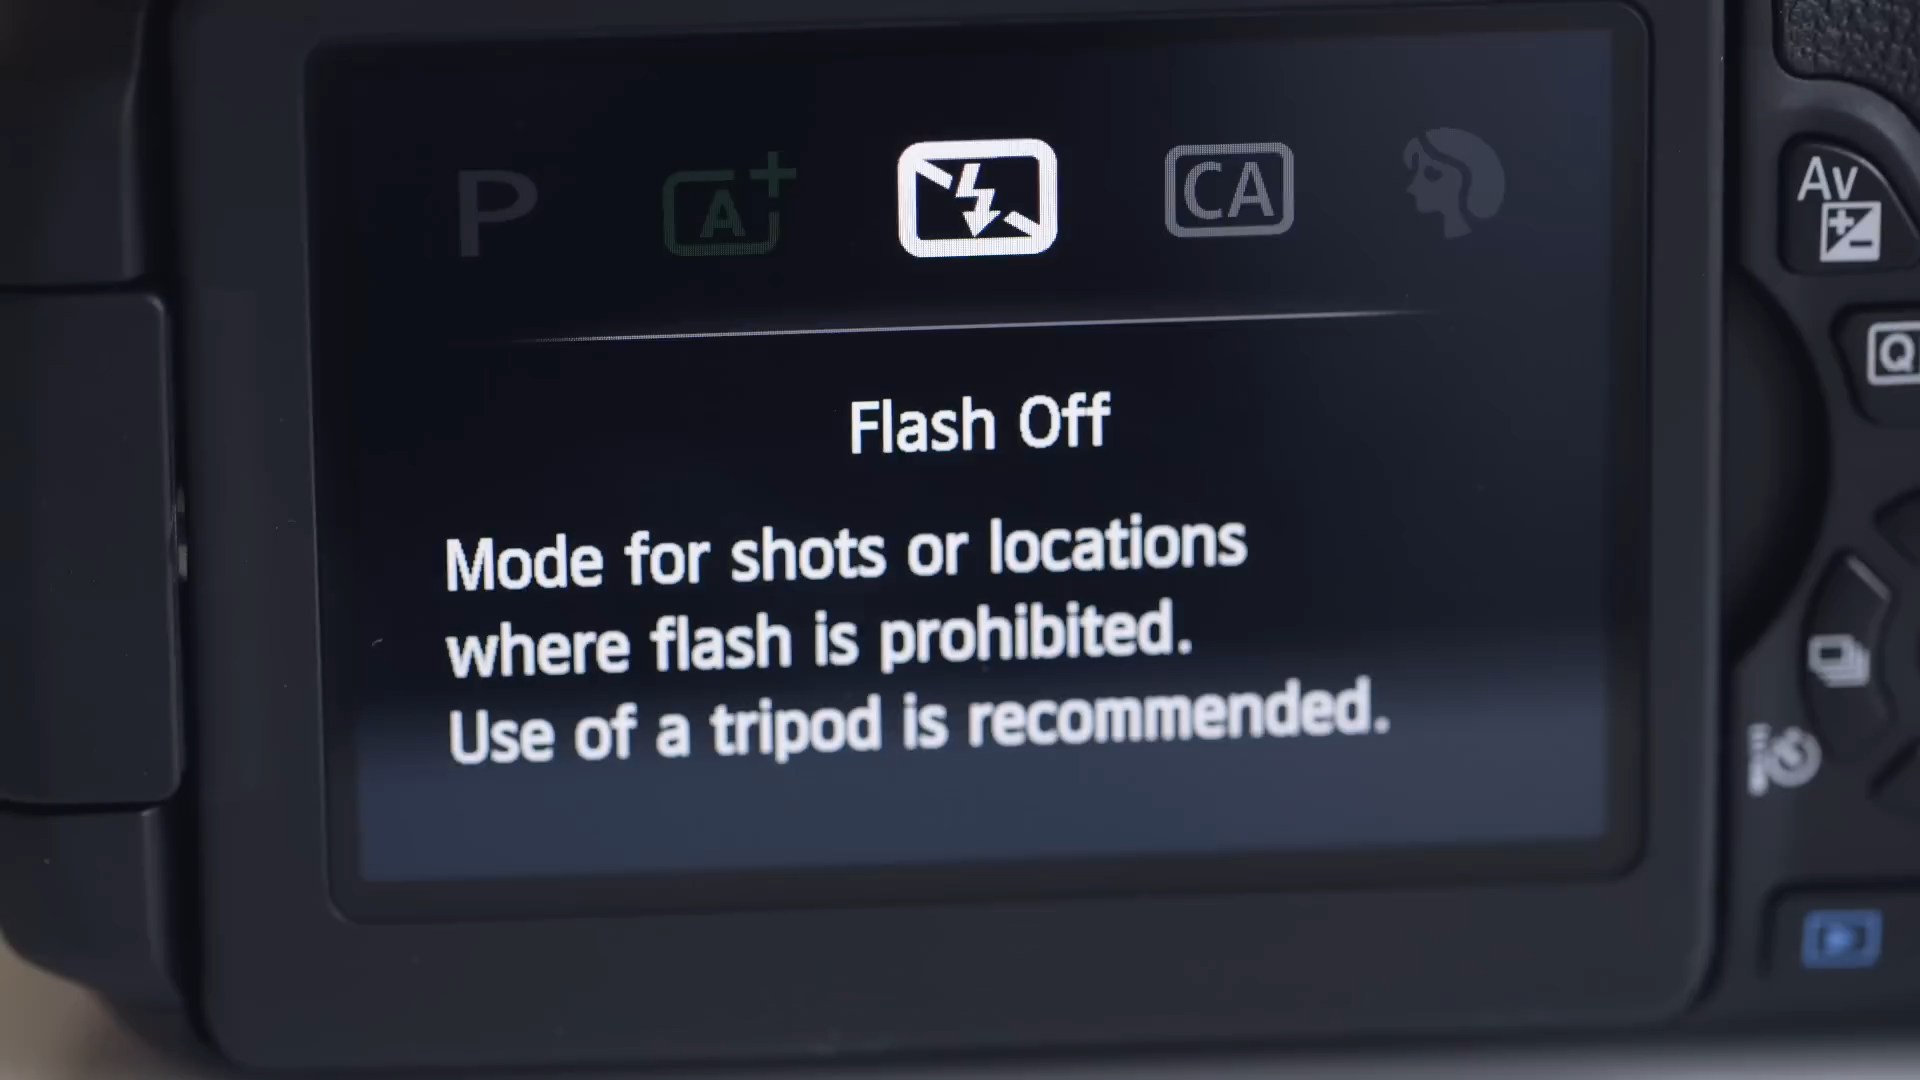 P A+ CA
Flash Off
Mode for shots or locations
where flash is prohibited.
Use of a tripod is recommended.
Av
Q